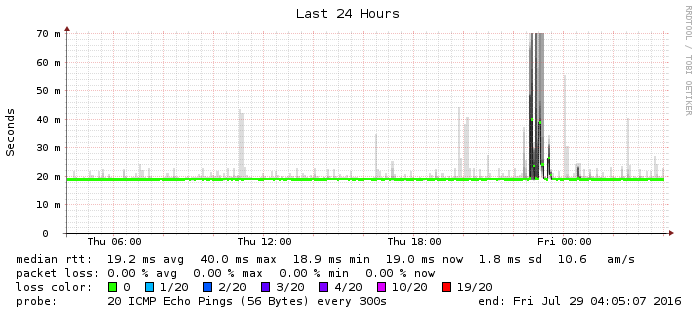 Last 24 Hours
RRDTOOL / TOBI OETIKER
Seconds
70 m
60 m
50 m
40 m
30 m
20 m
10 m
0
Thu 06:00 Thu 12:00 Thu 18:00 Fri 00:00
median rtt: 19.2 ms avg 40.0 ms max 18.9 ms min 19.0 ms now 1.8 ms sd 10.6 am/s
packet loss: 0.00 % avg 0.00 % max 0.00 % min 0.00 % now
loss color: 0 1/20 2/20 3/20 4/20 10/20 19/20
probe: 20 ICMP Echo Pings (56 Bytes) every 300s end: Fri Jul 29 04:05:07 2016